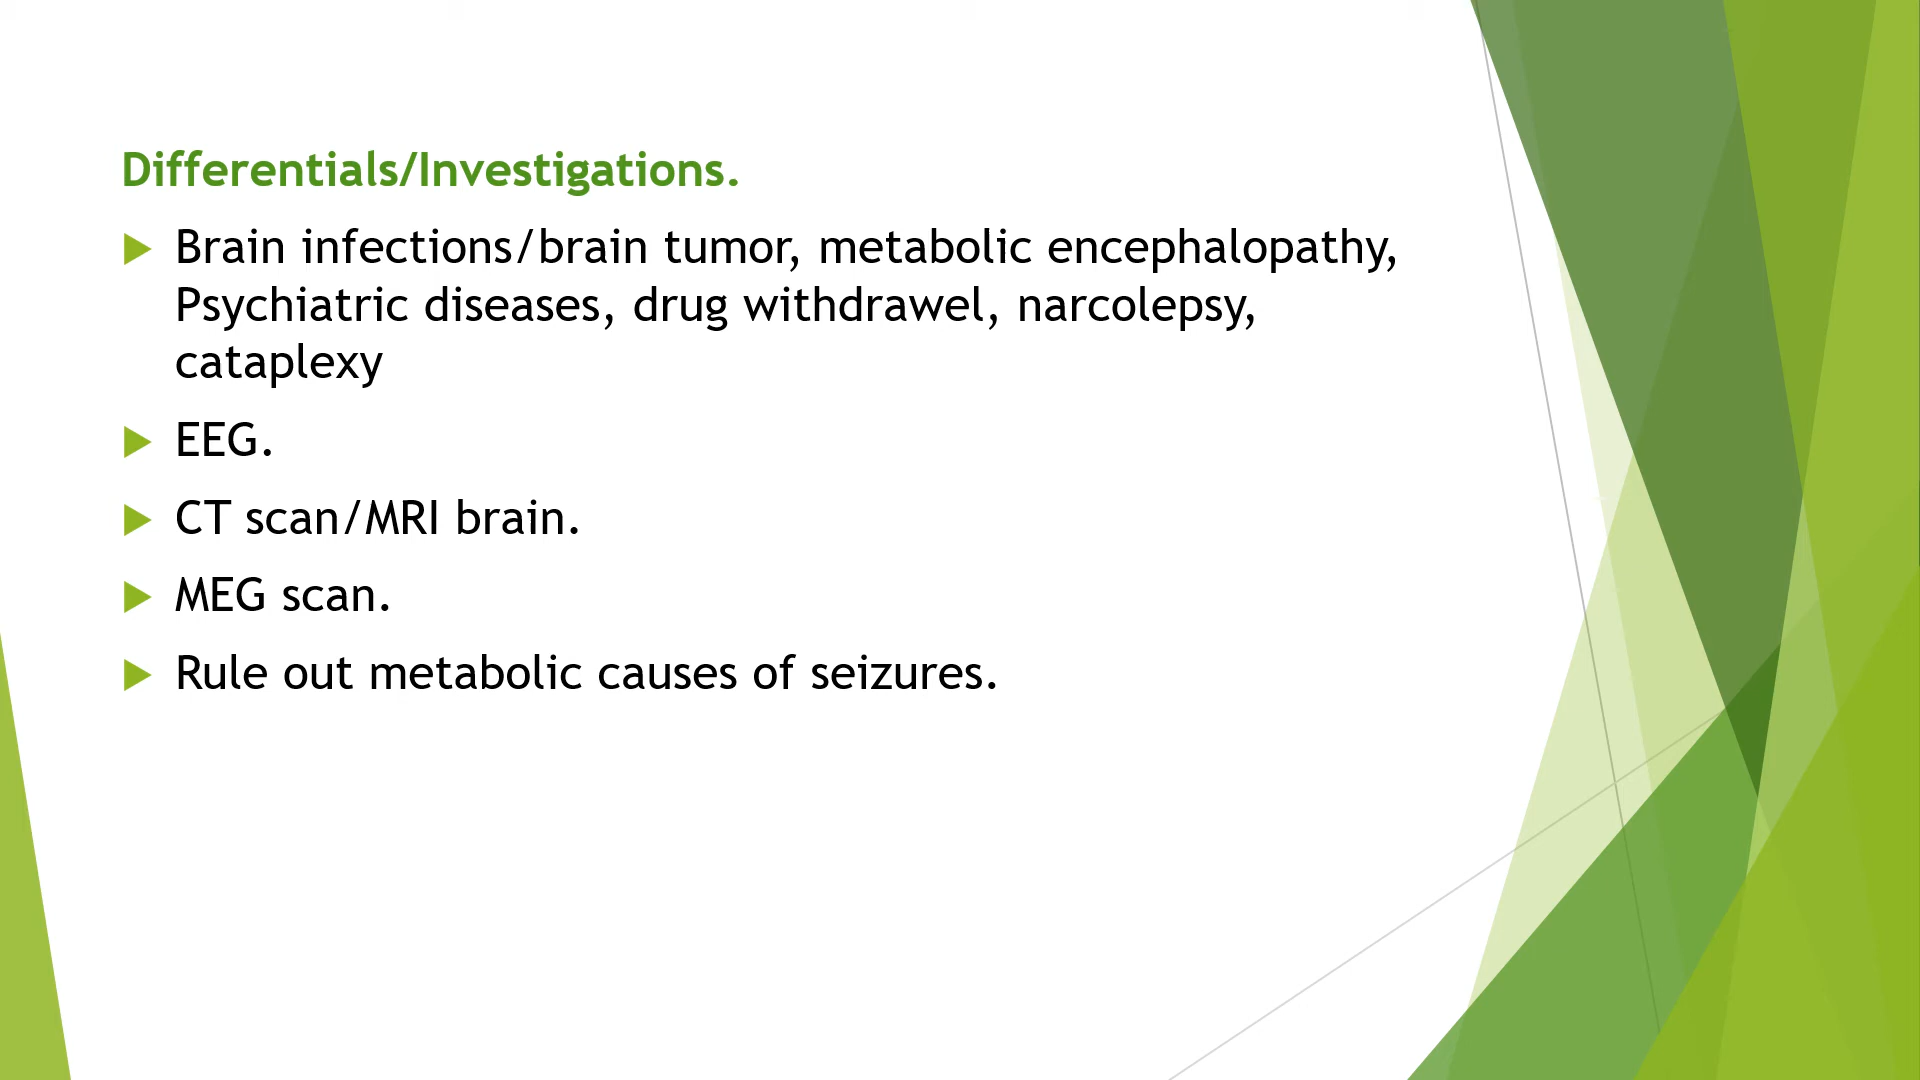 Differentials/Investigations.
Brain infections/brain tumor, metabolic encephalopathy,
Psychiatric diseases, drug withdrawel, narcolepsy,
cataplexy
EEG.
CT scan/MRI brain.
MEG scan.
Rule out metabolic causes of seizures.